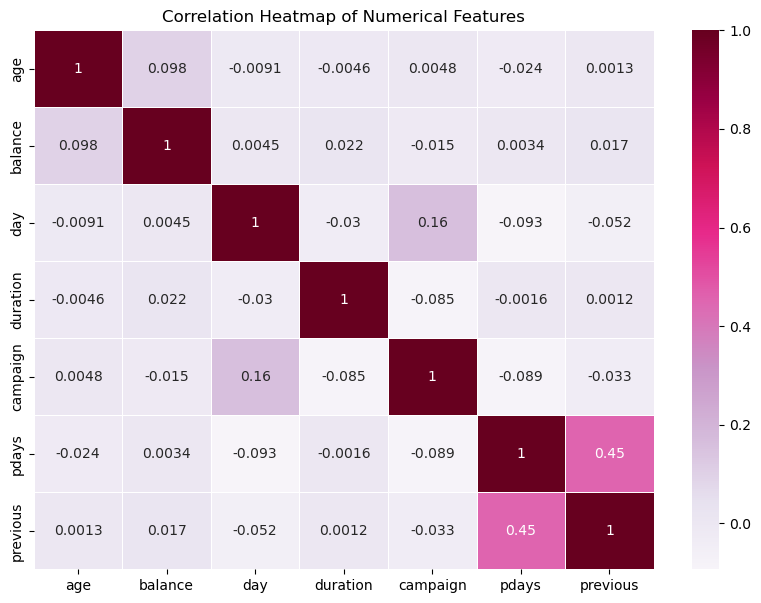 Correlation Heatmap of Numerical Features
age 1 0.098 -0.0091 -0.0046 0.0048 -0.024 0.0013
balance 0.098 1 0.0045 0.022 -0.015 0.0034 0.017
day -0.0091 0.0045 1 -0.03 0.16 -0.093 -0.052
duration -0.0046 0.022 -0.03 1 -0.085 -0.0016 0.0012
campaign 0.0048 -0.015 0.16 -0.085 1 -0.089 -0.033
pdays -0.024 0.0034 -0.093 -0.0016 -0.089 1 0.45
previous 0.0013 0.017 -0.052 0.0012 -0.033 0.45 1
age balance day duration campaign pdays previous
1.0
0.8
0.6
0.4
0.2
0.0